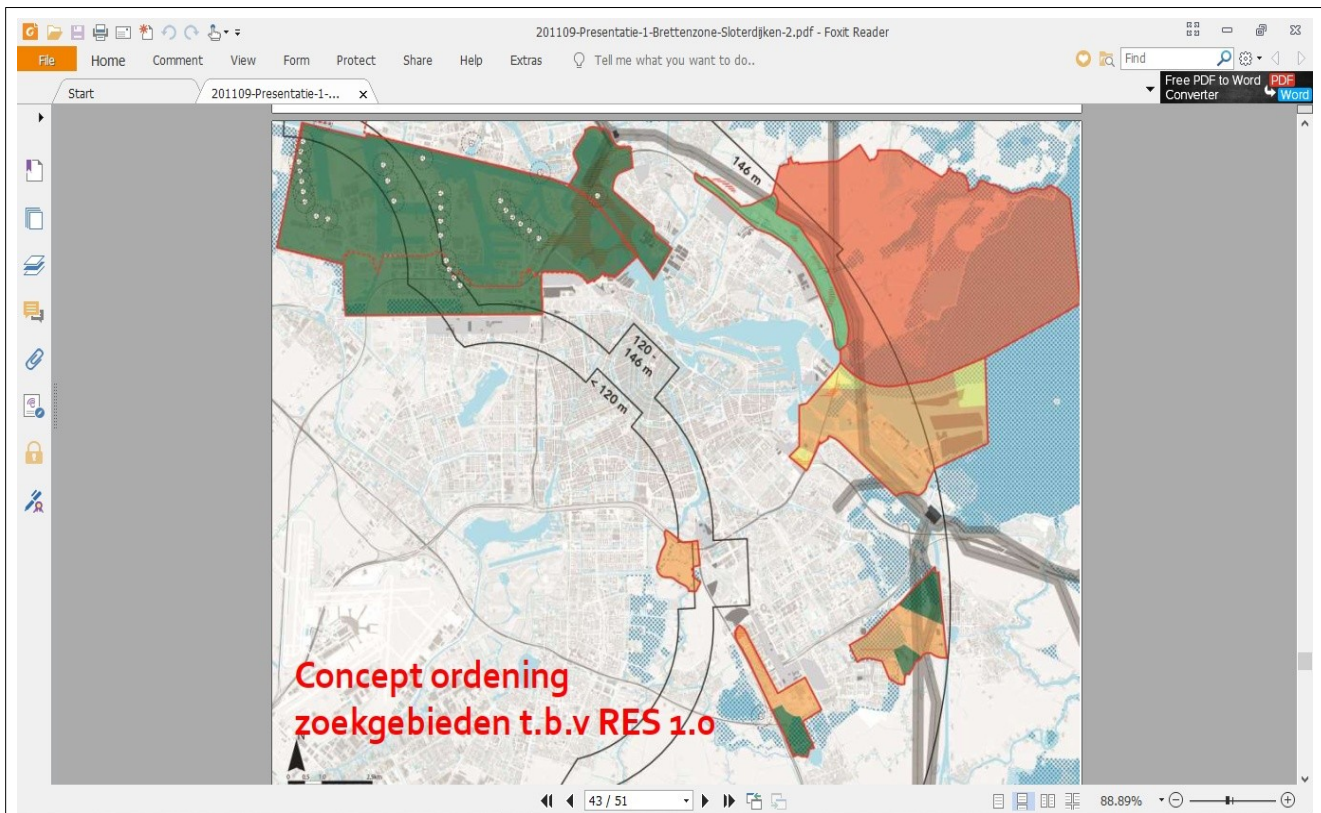 201109-Presentatie-1-Brettenzone-Sloterdijken-2.pdf - Foxit Reader
File Home Comment View Form Protect Share Help Extras Tell me what you want to do.. Find
Start 201109-Presentatie-1-... x
Free PDF to Word PDF
Converter Word
146 m
120 -
146 m
< 120 m
Concept ordening
zoekgebieden t.b.v RES 1.0
43 / 51 88.89%